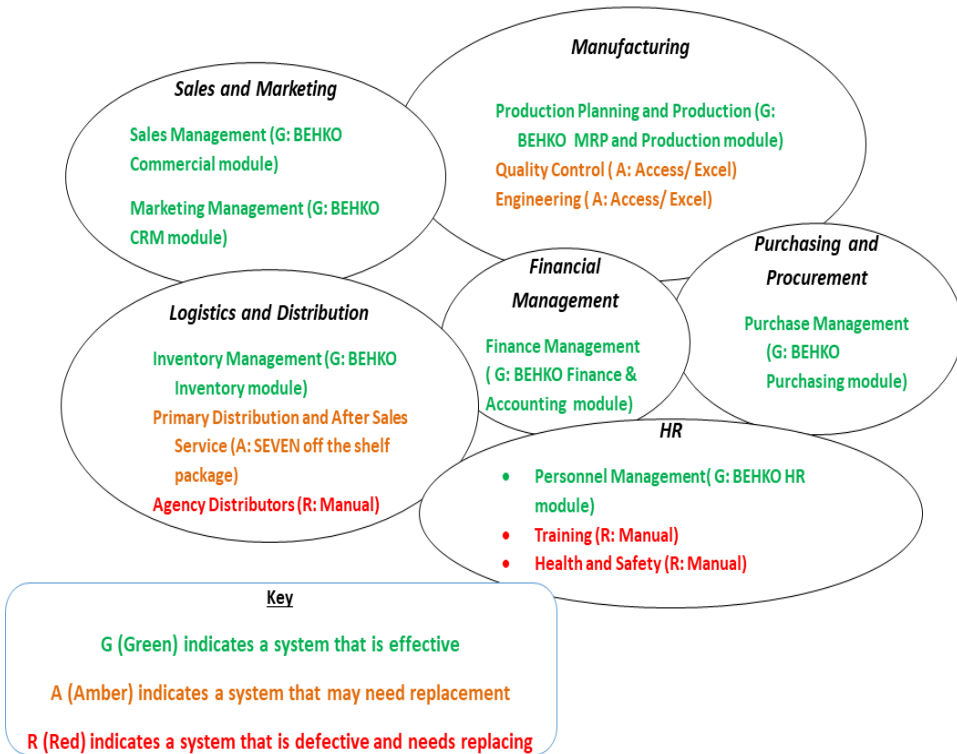 Manufacturing
Production Planning and Production (G:
BEHKO MRP and Production module)
Quality Control ( A: Access/ Excel)
Engineering ( A: Access/ Excel)
Sales and Marketing
Sales Management (G: BEHKO
Commercial module)
Marketing Management (G: BEHKO
CRM module)
Purchasing and
Procurement
Purchase Management
(G: BEHKO
Purchasing module)
Financial
Management
Finance Management
( G: BEHKO Finance &
Accounting module)
Logistics and Distribution
Inventory Management (G: BEHKO
Inventory module)
Primary Distribution and After Sales
Service (A: SEVEN off the shelf
package)
Agency Distributors (R: Manual)
HR
• Personnel Management( G: BEHKO HR
module)
• Training (R: Manual)
• Health and Safety (R: Manual)
Key
G (Green) indicates a system that is effective
A (Amber) indicates a system that may need replacement
R (Red) indicates a system that is defective and needs replacing